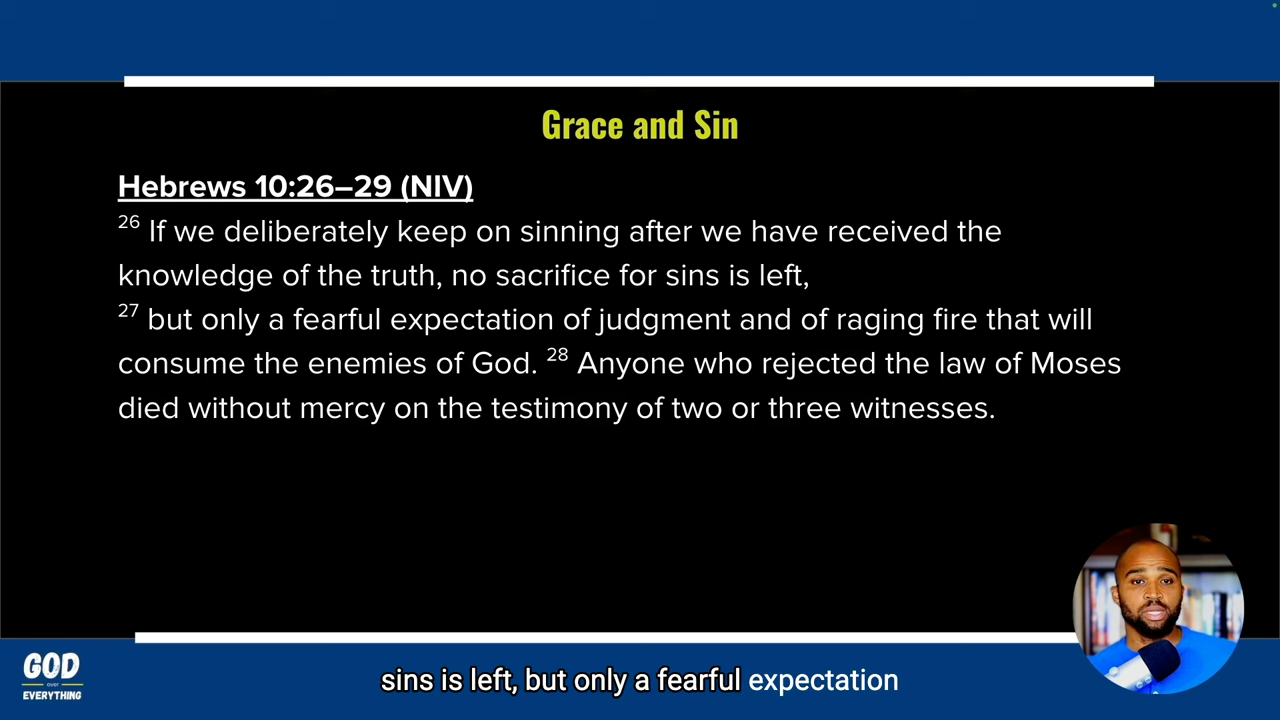 Grace and Sin
Hebrews 10:26–29 (NIV)
26 If we deliberately keep on sinning after we have received the
knowledge of the truth, no sacrifice for sins is left,
27 but only a fearful expectation of judgment and of raging fire that will
consume the enemies of God. 28 Anyone who rejected the law of Moses
died without mercy on the testimony of two or three witnesses.
GOD
over
EVERYTHING
sins is left, but only a fearful expectation